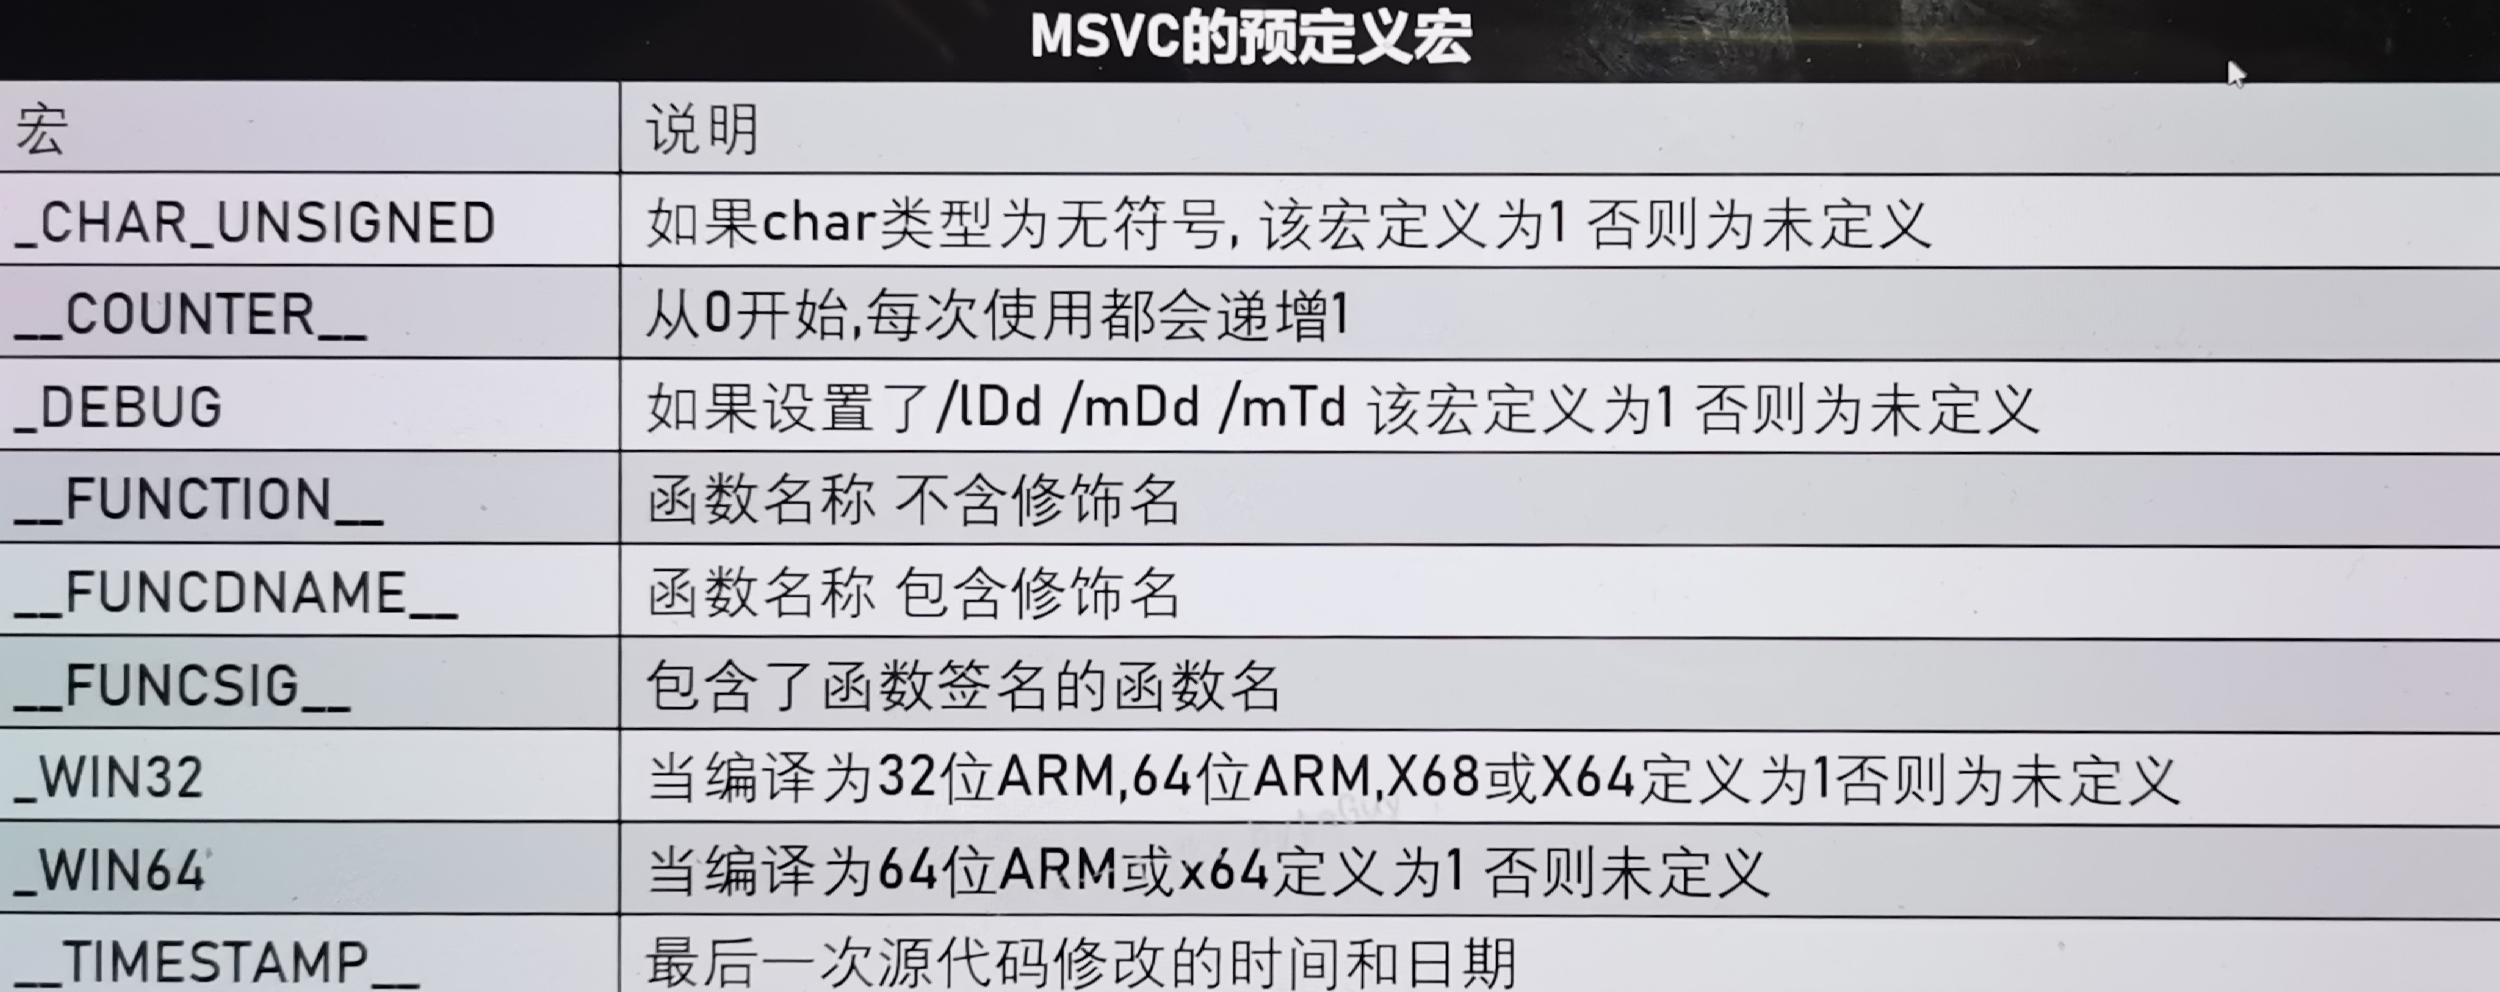 MSVC的预定义宏
宏 说明
_CHAR_UNSIGNED 如果char类型为无符号, 该宏定义为1 否则为未定义
__COUNTER__ 从0开始,每次使用都会递增1
_DEBUG 如果设置了/lDd /mDd /mTd 该宏定义为1 否则为未定义
__FUNCTION__ 函数名称 不含修饰名
__FUNCDNAME__ 函数名称 包含修饰名
__FUNCSIG__ 包含了函数签名的函数名
_WIN32 当编译为32位ARM,64位ARM,X68或X64定义为1否则为未定义
_WIN64 当编译为64位ARM或x64定义为1 否则未定义
__TIMESTAMP__ 最后一次源代码修改的时间和日期